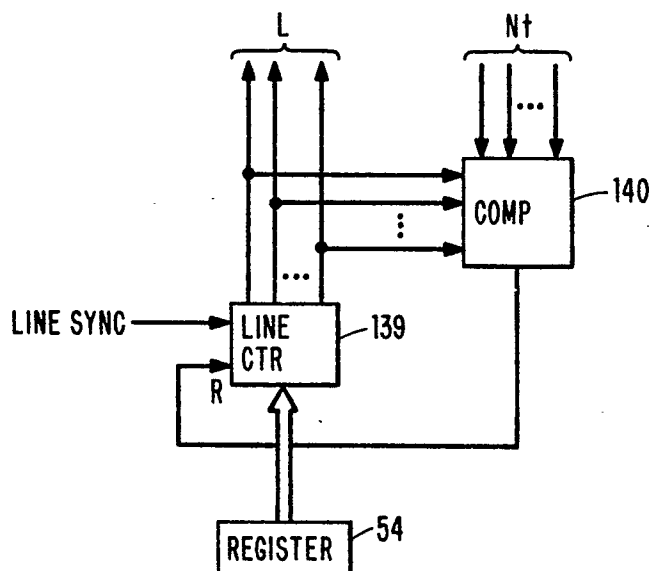 L
Nt
COMP
140
LINE SYNC
LINE
CTR
139
R
REGISTER
54